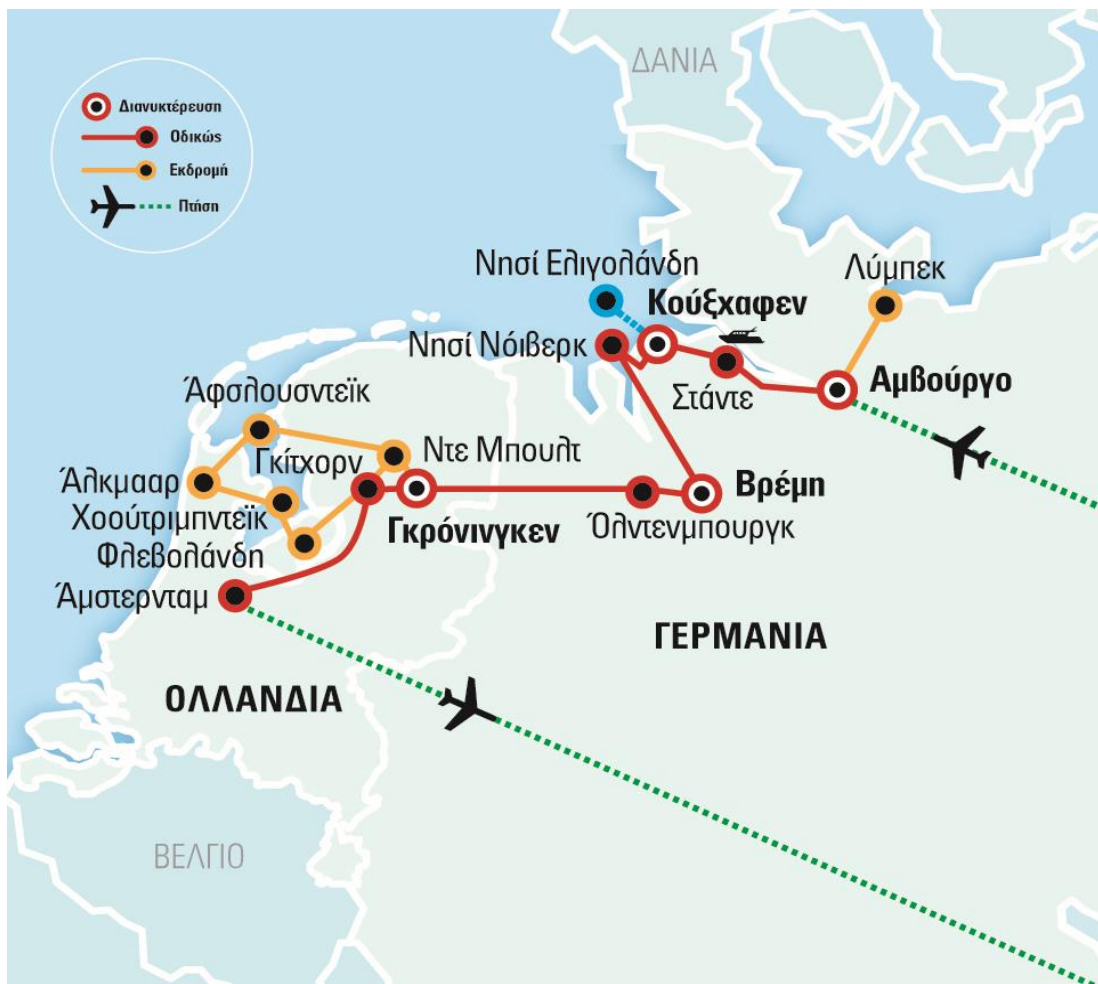 ΔΑΝΙΑ
Διανυκτέρευση
Οδικώς
Εκδρομή
Πτήση
Νησί Ελιγολάνδη
Λύμπεκ
Κούξχαφεν
Νησί Νόιβερκ
Στάντε
Αμβούργο
Άφσλουσντεϊκ
Γκίτχορν
Ντε Μπουλτ
Άλκμααρ
Χοούτριμπντεϊκ
Γκρόνινγκεν
Βρέμη
Όλντενμπουργκ
Φλεβολάνδη
Άμστερνταμ
ΓΕΡΜΑΝΙΑ
ΟΛΛΑΝΔΙΑ
ΒΕΛΓΙΟ